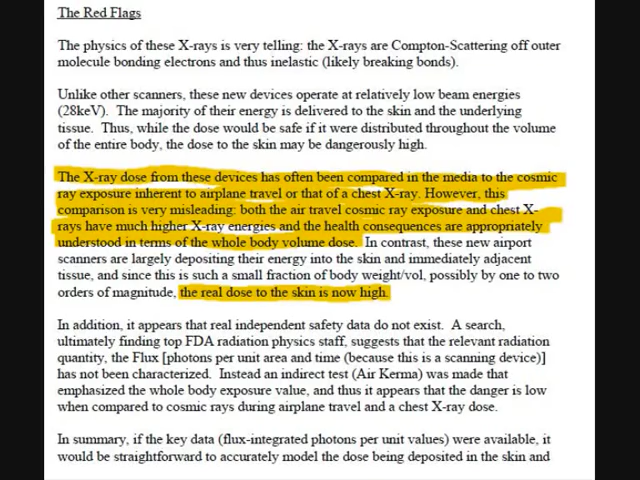 The Red Flags
The physics of these X-rays is very telling: the X-rays are Compton-Scattering off outer
molecule bonding electrons and thus inelastic (likely breaking bonds).
Unlike other scanners, these new devices operate at relatively low beam energies
(28keV).  The majority of their energy is delivered to the skin and the underlying
tissue.  Thus, while the dose would be safe if it were distributed throughout the volume
of the entire body, the dose to the skin may be dangerously high.
The X-ray dose from these devices has often been compared in the media to the cosmic
ray exposure inherent to airplane travel or that of a chest X-ray.  However, this
comparison is very misleading: both the air travel cosmic ray exposure and chest X-
rays have much higher X-ray energies and the health consequences are appropriately
understood in terms of the whole body volume dose.  In contrast, these new airport
scanners are largely depositing their energy into the skin and immediately adjacent
tissue, and since this is such a small fraction of body weight/vol, possibly by one to two
orders of magnitude, the real dose to the skin is now high.
In addition, it appears that real independent safety data do not exist.  A search,
ultimately finding top FDA radiation physics staff, suggests that the relevant radiation
quantity, the Flux [photons per unit area and time (because this is a scanning device)]
has not been characterized.  Instead an indirect test (Air Kerma) was made that
emphasized the whole body exposure value, and thus it appears that the danger is low
when compared to cosmic rays during airplane travel and a chest X-ray dose.
In summary, if the key data (flux-integrated photons per unit values) were available, it
would be straightforward to accurately model the dose being deposited in the skin and